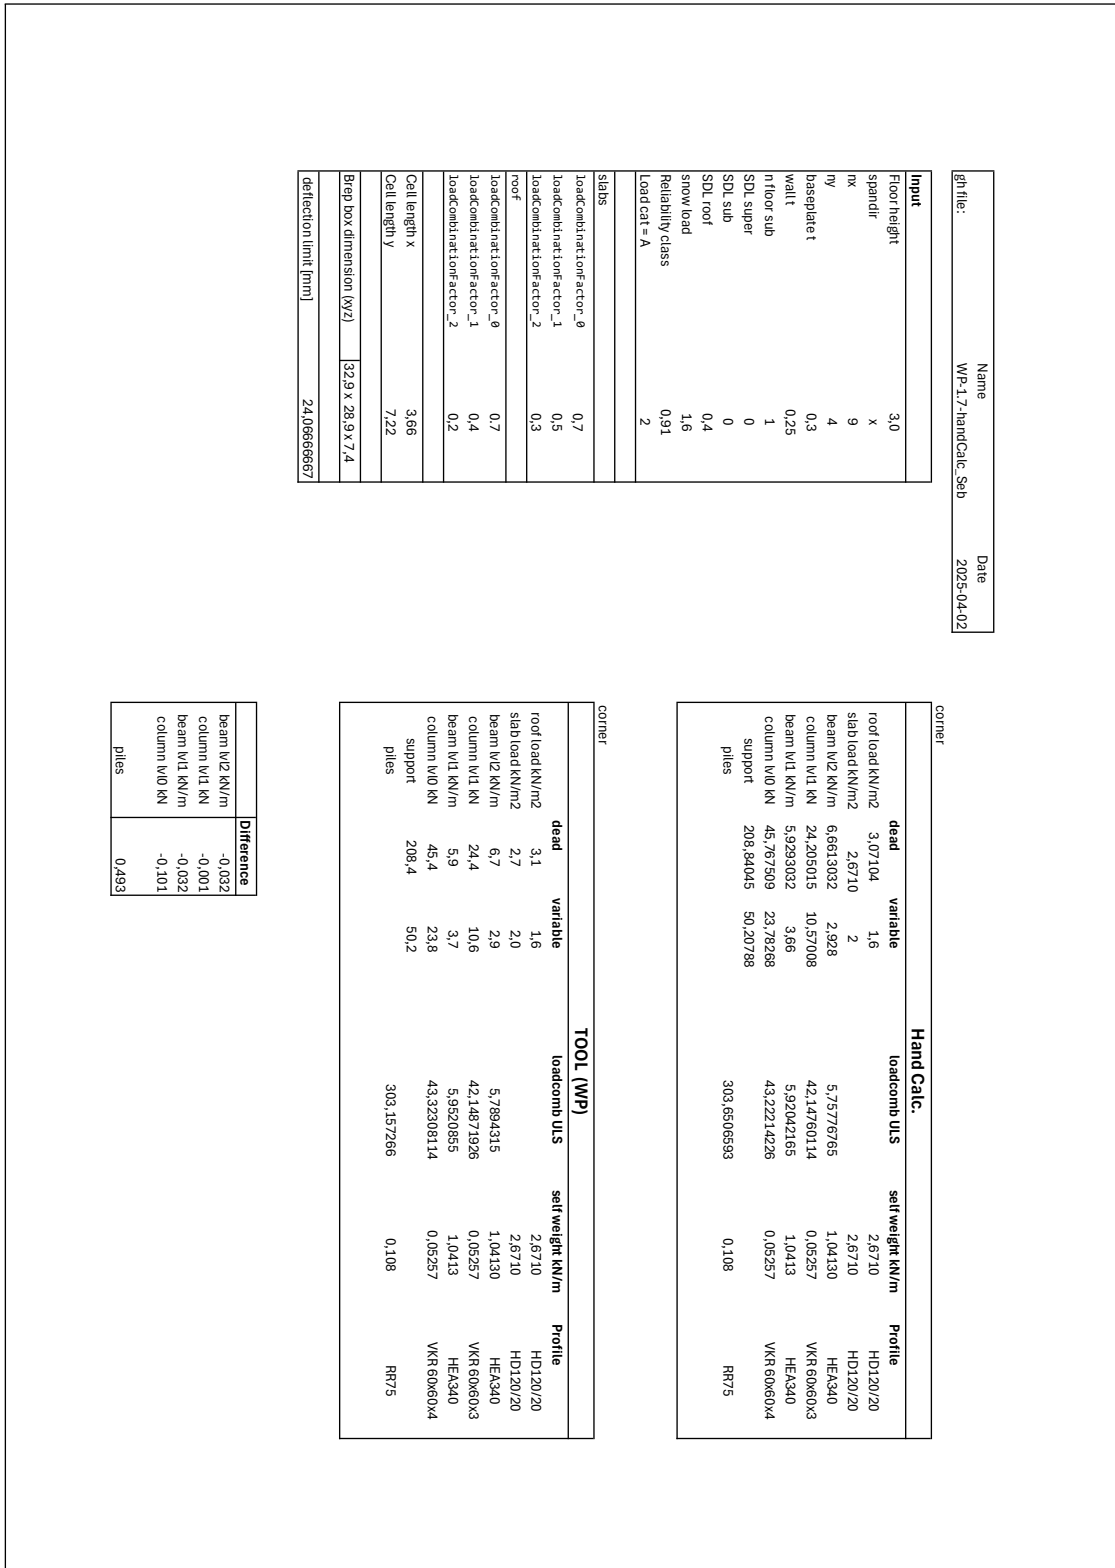 Name Date
gh file: WP-1.7-handCalc_Seb 2025-04-02
Input
Floor height 3,0
spandir x
nx 9
ny 4
baseplate t 0,3
wall t 0,25
n floor sub 1
SDL super 0
SDL sub 0
SDL roof 0,4
snow load 1,6
Reliability class 0,91
Load cat = A 2
slabs
loadCombinationFactor_0 0,7
loadCombinationFactor_1 0,5
loadCombinationFactor_2 0,3
roof
loadCombinationFactor_0 0.7
loadCombinationFactor_1 0,4
loadCombinationFactor_2 0,2
Cell length x 3,66
Cell length y 7,22
Brep box dimension (xyz) 32,9 x 28,9 x 7,4
deflection limit [mm] 24,06666667
corner
Hand Calc.
dead variable loadcomb ULS self weight kN/m Profile
roof load kN/m2 3,07104 1,6 2,6710 HD120/20
slab load kN/m2 2,6710 2 2,6710 HD120/20
beam lvl2 kN/m 6,6613032 2,928 5,75776765 1,04130 HEA340
column lvl1 kN 24,205015 10,57008 42,14760114 0,05257 VKR 60x60x3
beam lvl1 kN/m 5,9293032 3,66 5,92042165 1,0413 HEA340
column lvl0 kN 45,767509 23,78268 43,22214226 0,05257 VKR 60x60x4
support 208,84045 50,20788
piles 303,6506593 0,108 RR75
corner
TOOL (WP)
dead variable loadcomb ULS self weight kN/m Profile
roof load kN/m2 3,1 1,6 2,6710 HD120/20
slab load kN/m2 2,7 2,0 2,6710 HD120/20
beam lvl2 kN/m 6,7 2,9 5,7894315 1,04130 HEA340
column lvl1 kN 24,4 10,6 42,14871926 0,05257 VKR 60x60x3
beam lvl1 kN/m 5,9 3,7 5,9520855 1,0413 HEA340
column lvl0 kN 45,4 23,8 43,32308114 0,05257 VKR 60x60x4
support 208,4 50,2
piles 303,157266 0,108 RR75
Difference
beam lvl2 kN/m -0,032
column lvl1 kN -0,001
beam lvl1 kN/m -0,032
column lvl0 kN -0,101
piles 0,493